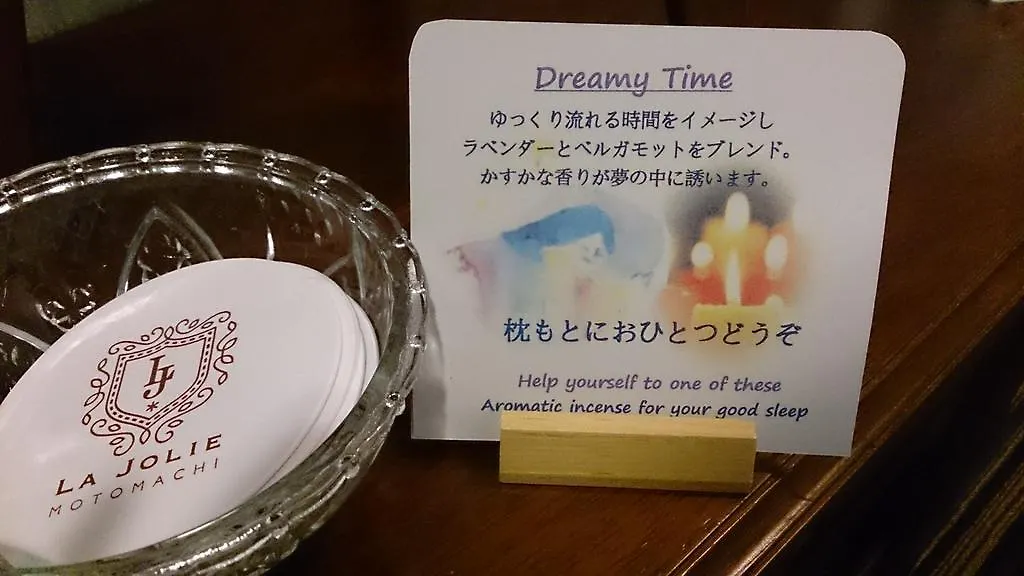 Dreamy Time
ゆっくり流れる時間をイメージし
ラベンダーとベルガモットをブレンド。
かすかな香りが夢の中に誘います。
枕もとにおひとつどうぞ
Help yourself to one of these
Aromatic incense for your good sleep
LJ
LA JOLIE
MOTOMACHI